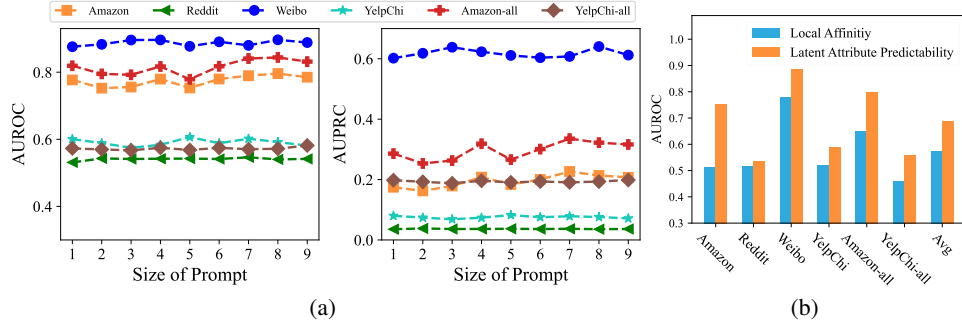 Amazon Reddit Weibo YelpChi Amazon-all YelpChi-all
AUROC
0.8
0.6
0.4
1 2 3 4 5 6 7 8 9
Size of Prompt
AUPRC
0.6
0.4
0.2
0.0
1 2 3 4 5 6 7 8 9
Size of Prompt
(a)
Local Affinitiy
Latent Attribute Predictability
AUROC
1.0
0.9
0.8
0.7
0.6
0.5
0.4
0.3
Amazon Reddit Weibo YelpChi Amazon-all YelpChi-all Avg
(b)